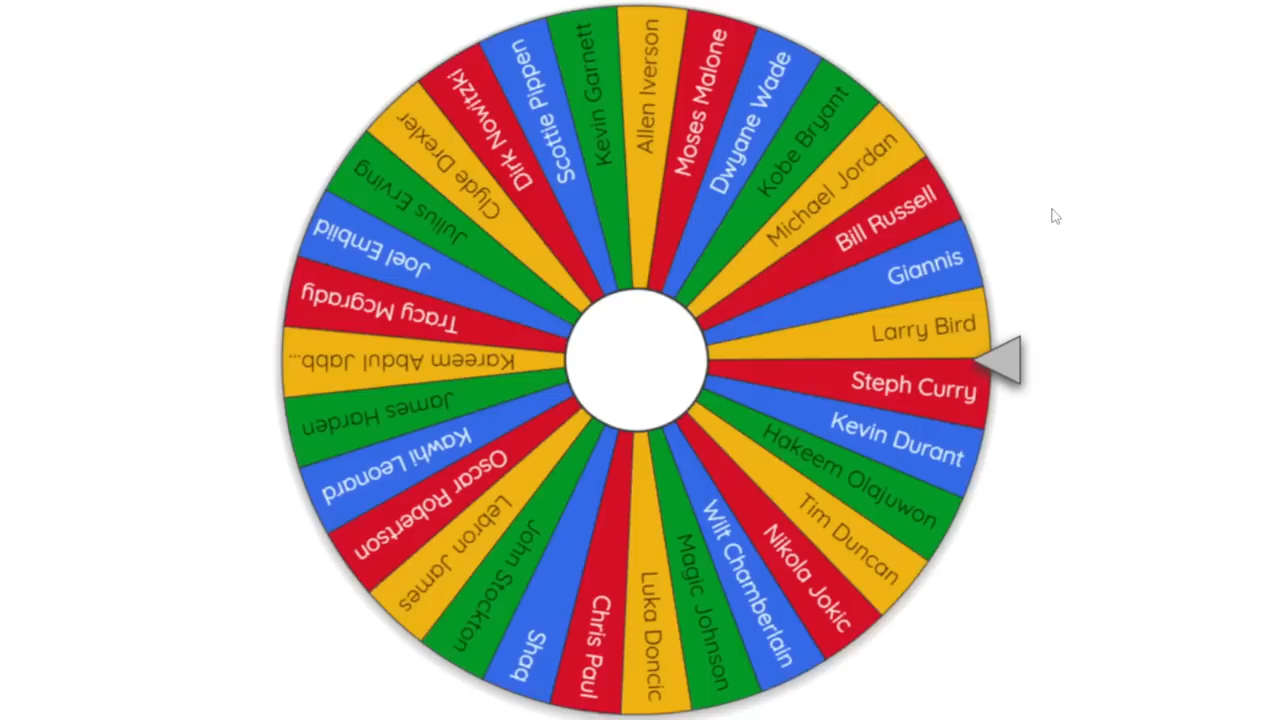 Allen Iverson
Moses Malone
Dwyane Wade
Kobe Bryant
Michael Jordan
Bill Russell
Giannis
Larry Bird
Steph Curry
Kevin Durant
Hakeem Olajuwon
Tim Duncan
Nikola Jokic
Wilt Chamberlain
Magic Johnson
Luka Doncic
Chris Paul
Shaq
John Stockton
Lebron James
Oscar Robertson
Kawhi Leonard
James Harden
Kareem Abdul Jabb...
Tracy Mcgrady
Joel Embiid
Julius Erving
Clyde Drexler
Dirk Nowitzki
Scottie Pippen
Kevin Garnett